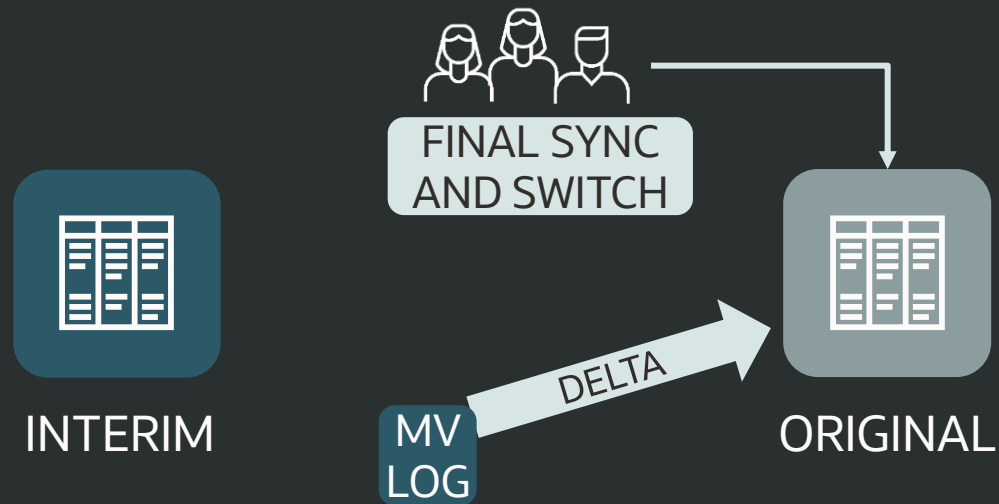 FINAL SYNC
AND SWITCH
INTERIM
DELTA
MV
LOG
ORIGINAL